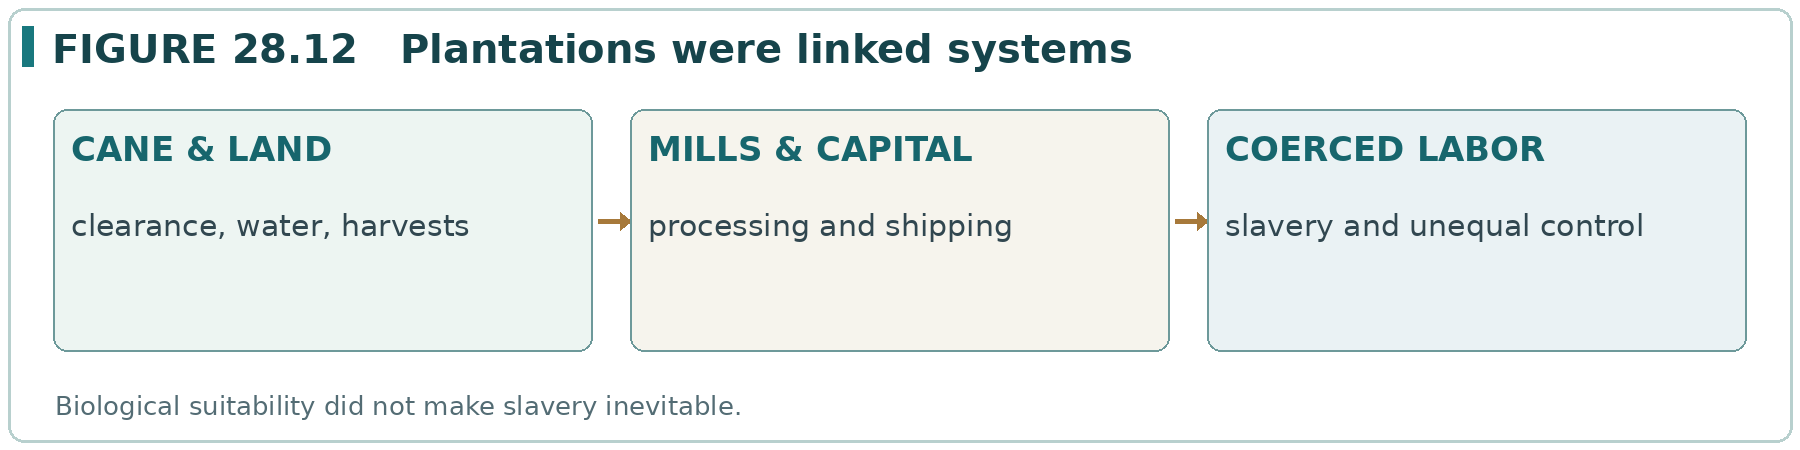 FIGURE 28.12 Plantations were linked systems
CANE & LAND
clearance, water, harvests
MILLS & CAPITAL
processing and shipping
COERCED LABOR
slavery and unequal control
Biological suitability did not make slavery inevitable.